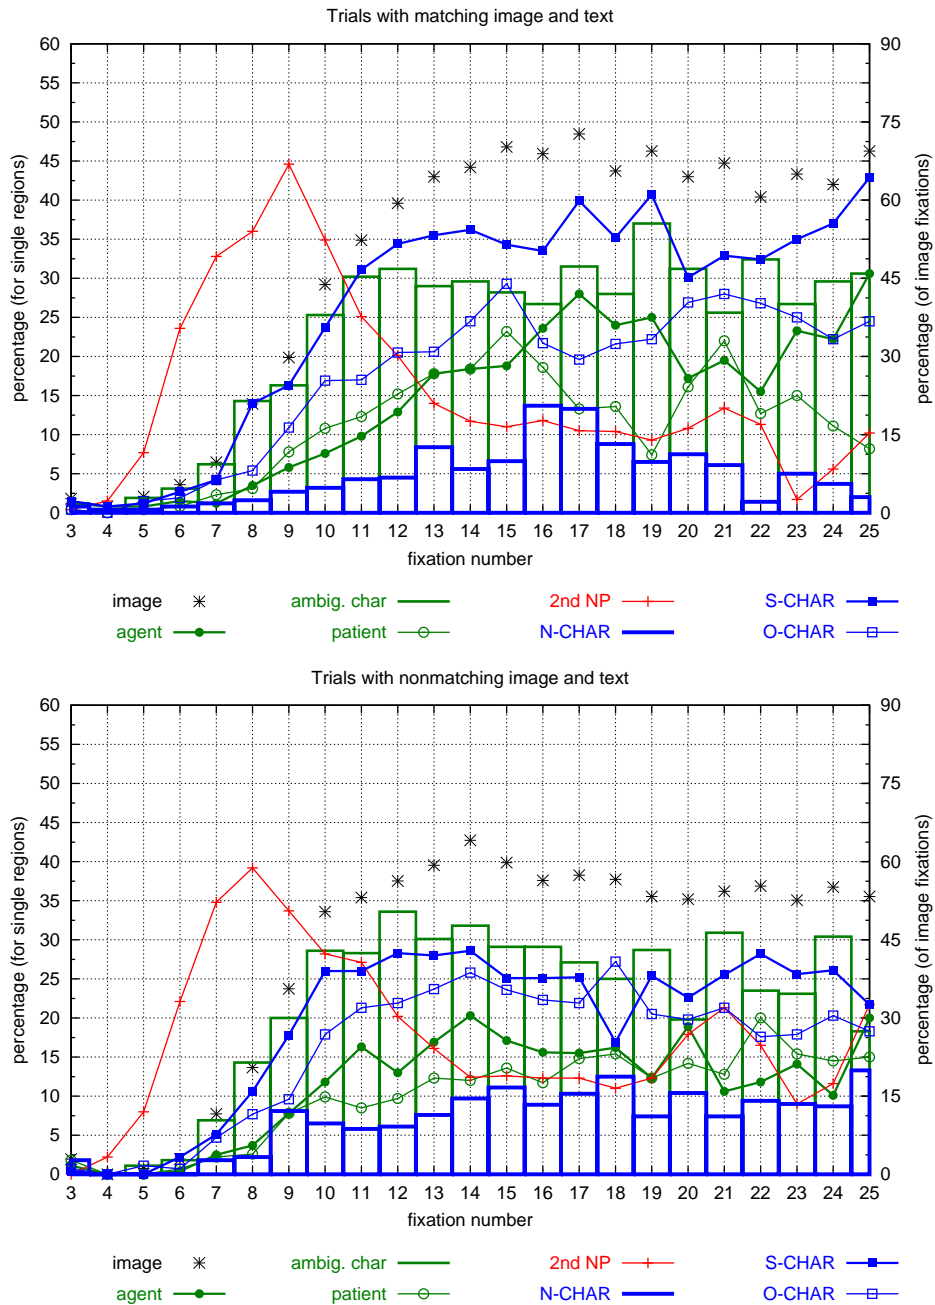 Trials with matching image and text
60 90
55
50 75
45
40 60
35
30 45
25
20 30
15
10 15
5
0 0
percentage (for single regions)
percentage (of image fixations)
3 4 5 6 7 8 9 10 11 12 13 14 15 16 17 18 19 20 21 22 23 24 25
fixation number
image ambig. char 2nd NP S-CHAR
agent patient N-CHAR O-CHAR
Trials with nonmatching image and text
60 90
55
50 75
45
40 60
35
30 45
25
20 30
15
10 15
5
0 0
percentage (for single regions)
percentage (of image fixations)
3 4 5 6 7 8 9 10 11 12 13 14 15 16 17 18 19 20 21 22 23 24 25
fixation number
image ambig. char 2nd NP S-CHAR
agent patient N-CHAR O-CHAR